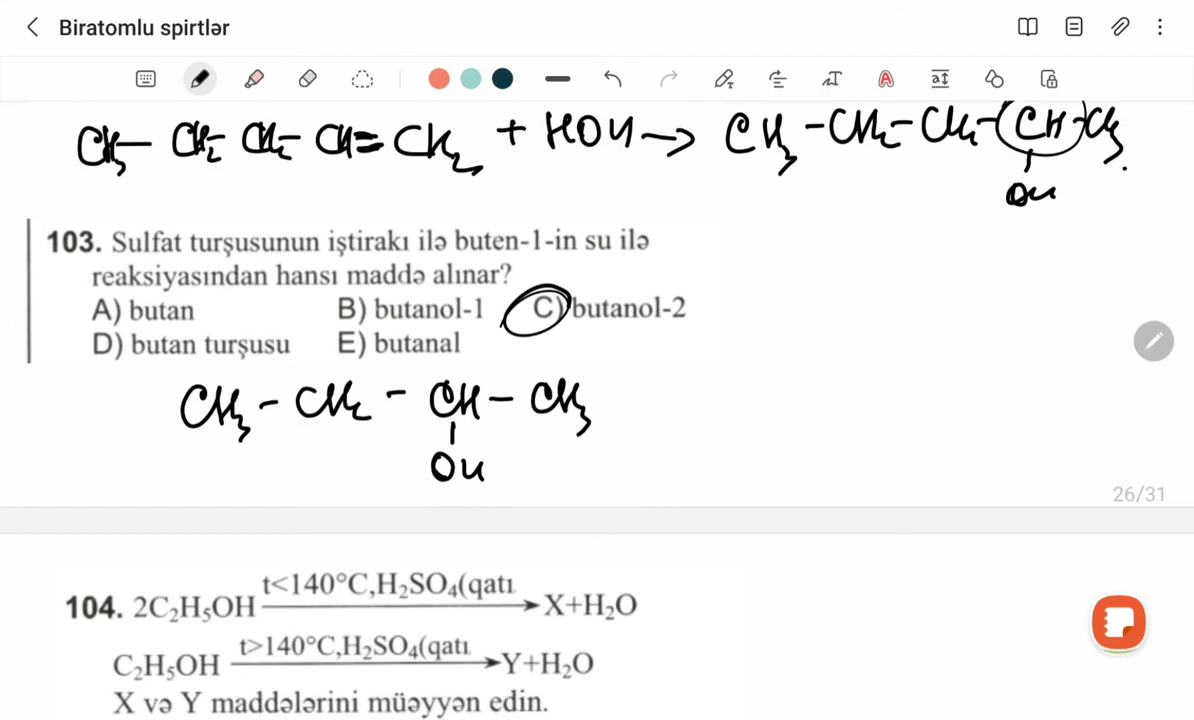 Biratomlu spirtlər
CH₃– CH₂– CH₂– CH=CH₂ + HOH → CH₃–CH₂–CH₂–(CH–)CH₃.
OH
103. Sulfat turşusunun iştirakı ilə buten-1-in su ilə
reaksiyasından hansı maddə alınar?
A) butan B) butanol-1 C) butanol-2
D) butan turşusu E) butanal
CH₃ – CH₂ – CH – CH₃
OH
26/31
t<140°C,H₂SO₄(qatı
104. 2C₂H₅OH → X+H₂O
t>140°C,H₂SO₄(qatı
C₂H₅OH → Y+H₂O
X və Y maddələrini müəyyən edin.